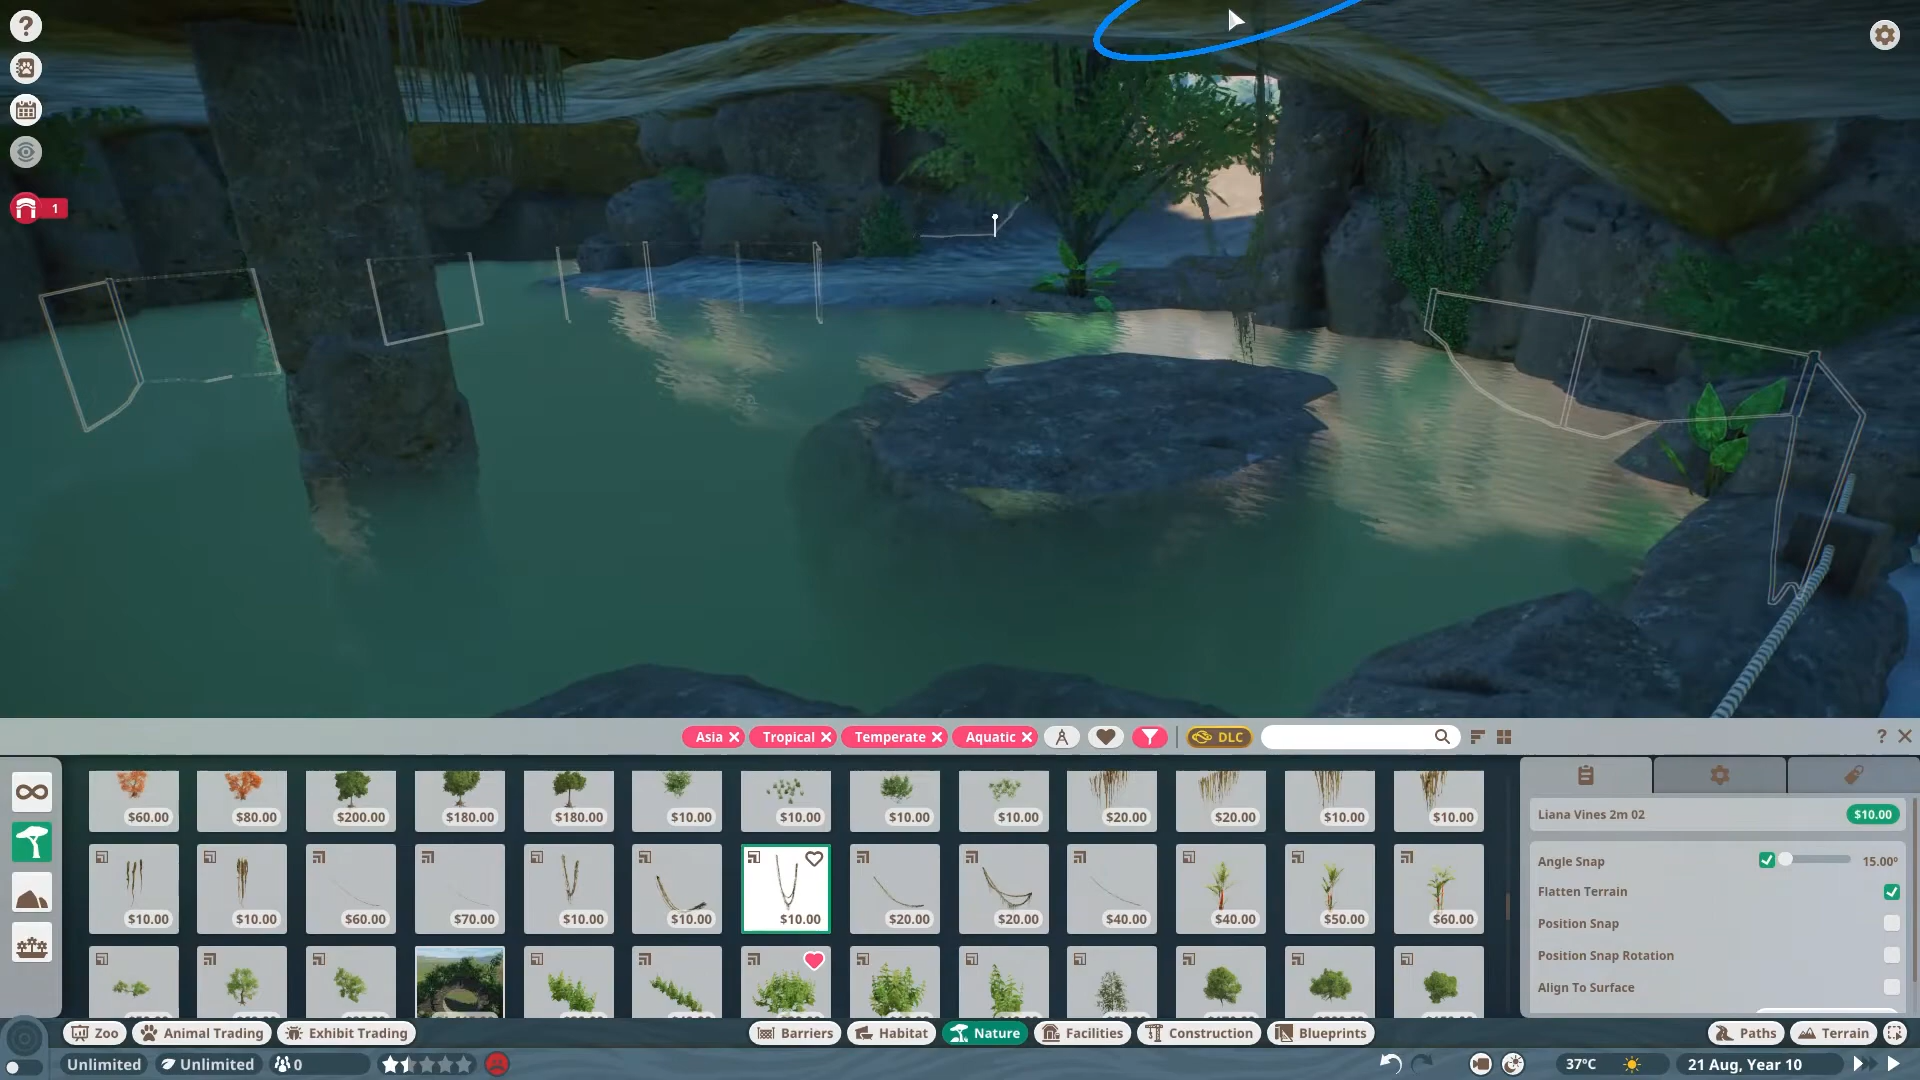 ?
1
Asia ✕ Tropical ✕ Temperate ✕ Aquatic ✕ DLC ? ✕
$60.00 $80.00 $200.00 $180.00 $180.00 $10.00 $10.00 $10.00 $10.00 $20.00 $20.00 $10.00 $10.00
$10.00 $10.00 $60.00 $70.00 $10.00 $10.00 $10.00 $20.00 $20.00 $40.00 $40.00 $50.00 $60.00
Liana Vines 2m 02 $10.00
Angle Snap 15.00°
Flatten Terrain
Position Snap
Position Snap Rotation
Align To Surface
Zoo Animal Trading Exhibit Trading Barriers Habitat Nature Facilities Construction Blueprints Paths Terrain
Unlimited Unlimited 0 37°C 21 Aug, Year 10